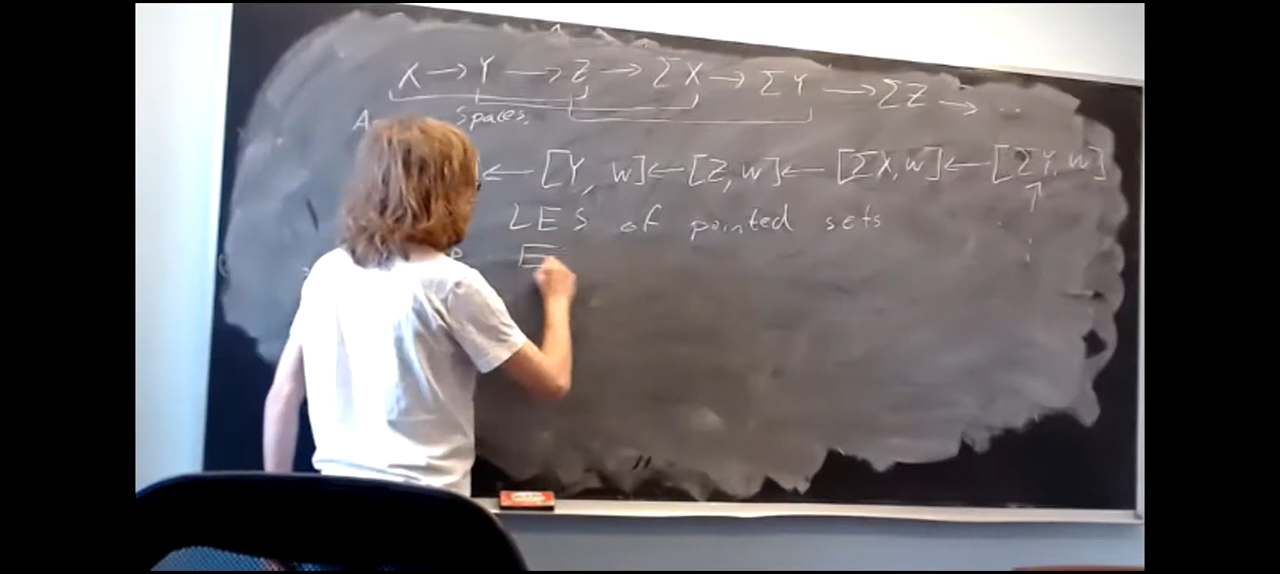 X → Y → Z → ΣX → ΣY → ΣZ → ...
A Spaces.
← [Y, W] ← [Z, W] ← [ΣX, W] ← [ΣY, W]
LES of pointed sets
E